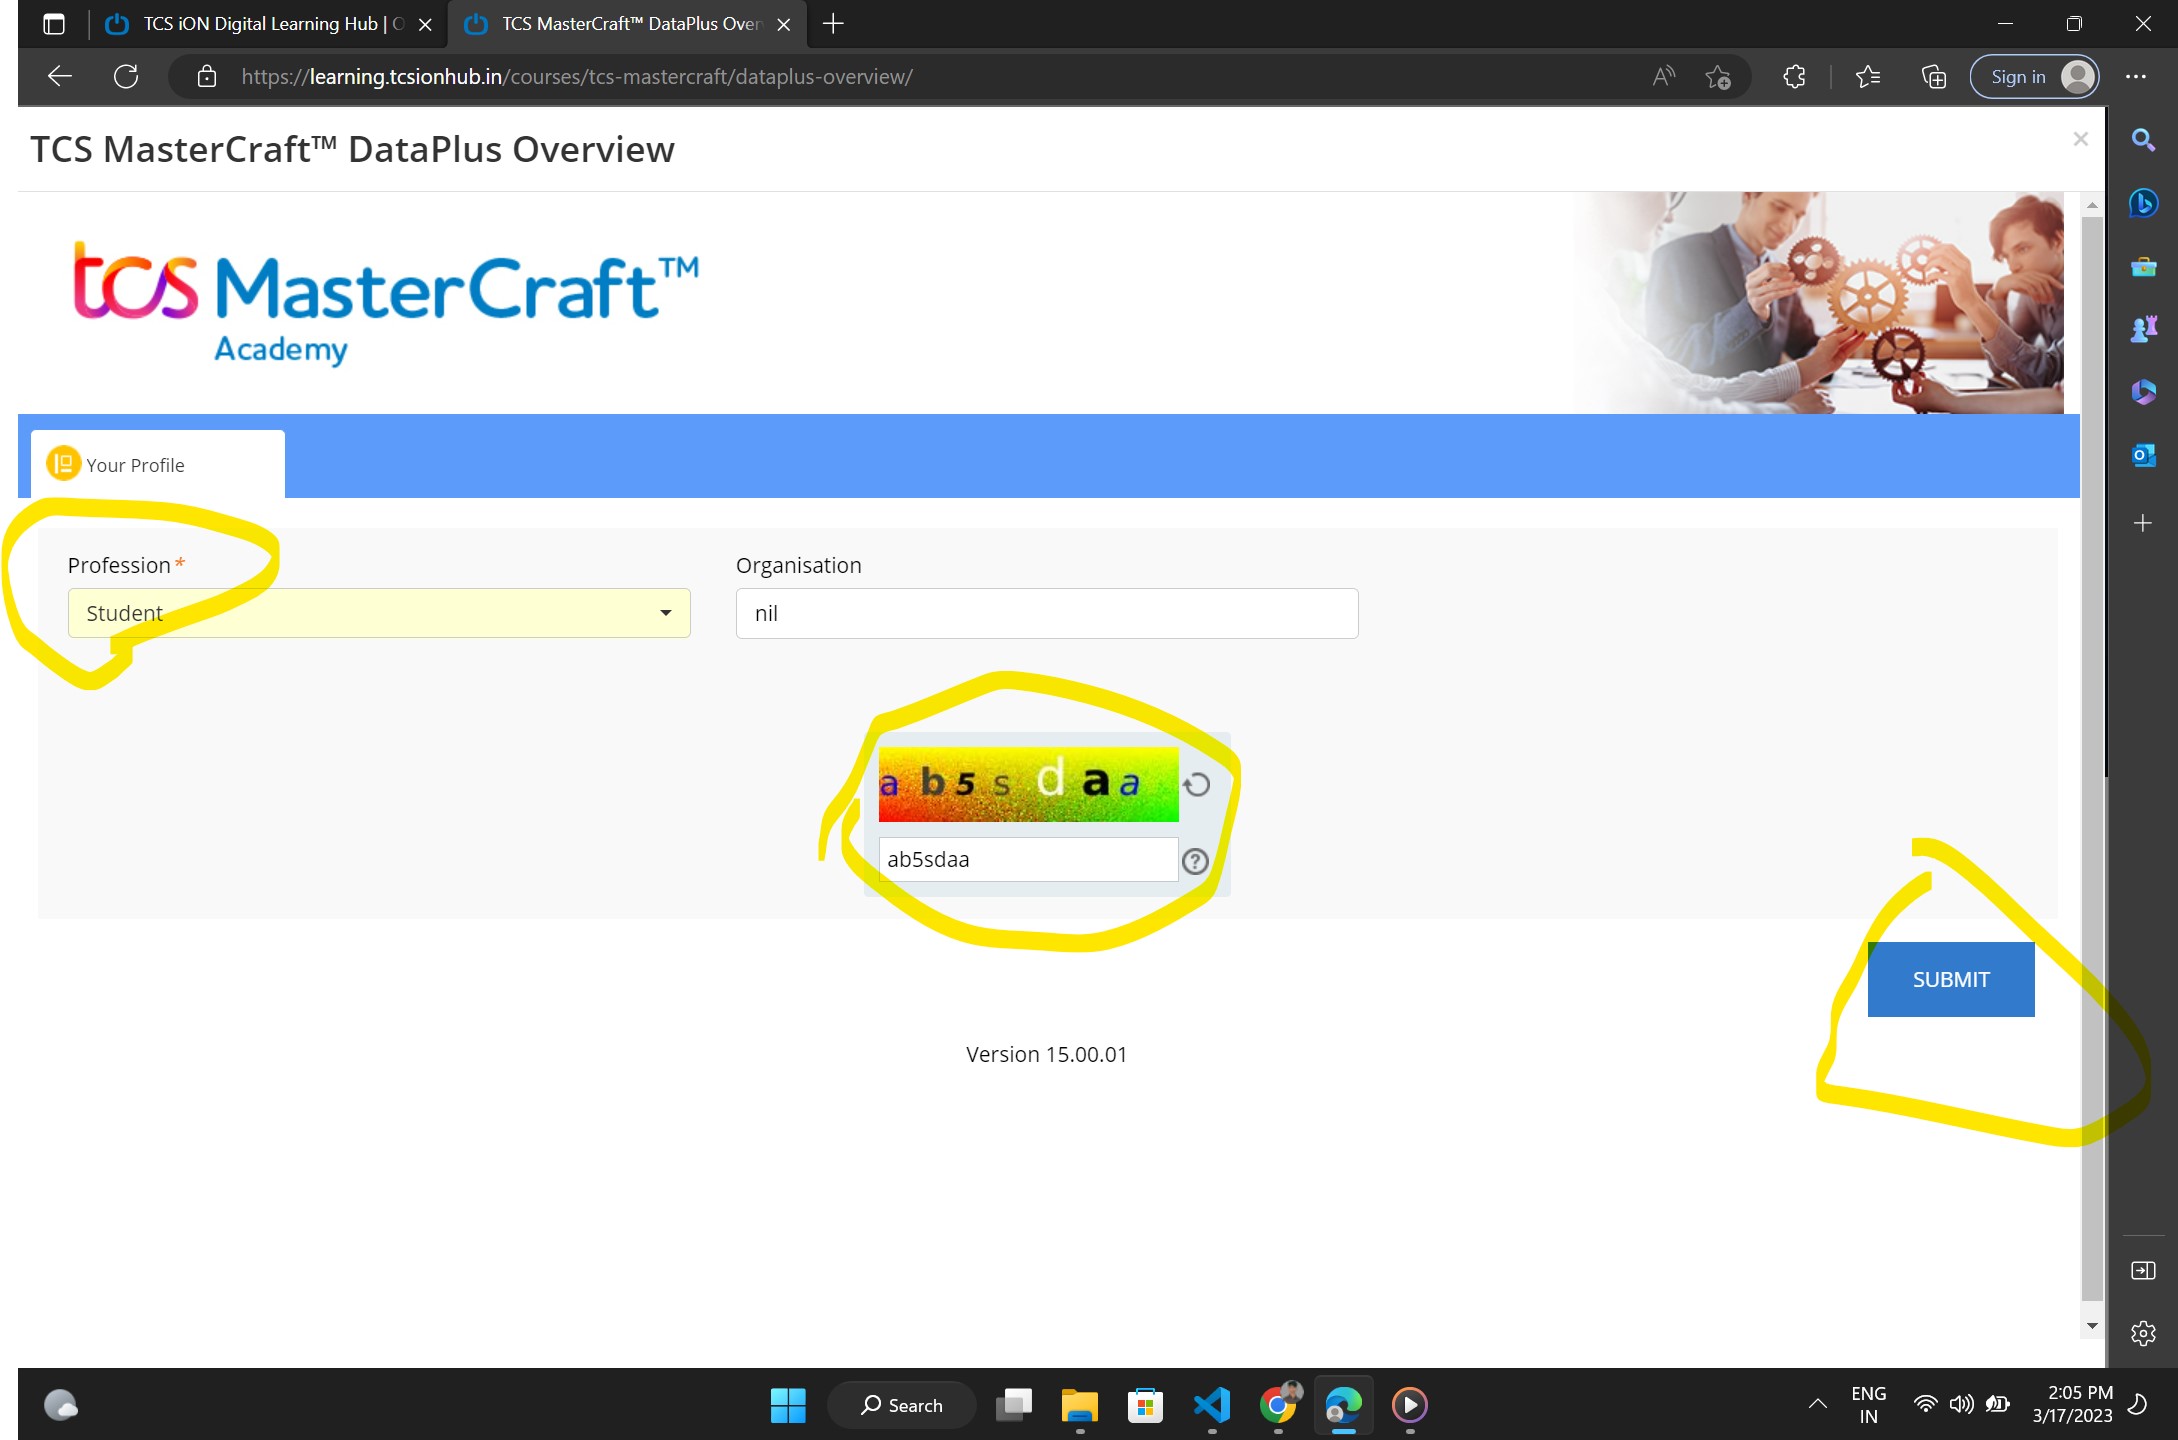 TCS iON Digital Learning Hub | O
TCS MasterCraft™ DataPlus Over
https://learning.tcsionhub.in/courses/tcs-mastercraft/dataplus-overview/
Sign in
TCS MasterCraft™ DataPlus Overview
tcs MasterCraft™
Academy
Your Profile
Profession*
Organisation
Student
nil
ab5sdaa
ab5sdaa
SUBMIT
Version 15.00.01
Search
ENG
IN
2:05 PM
3/17/2023